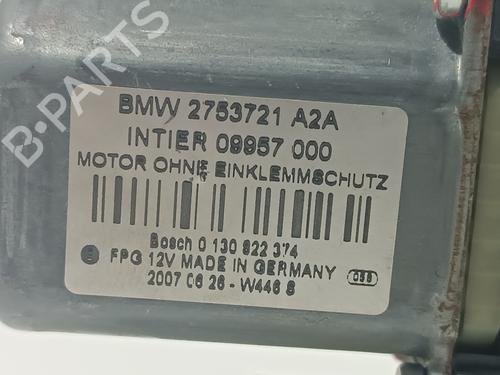 B-PARTS
BMW 2753721 A2A
INTIER 09957 000
MOTOR OHNE EINKLEMMSCHUTZ
Bosch 0 130 822 374
FPG 12V MADE IN GERMANY
2007 06 26 - W446 S